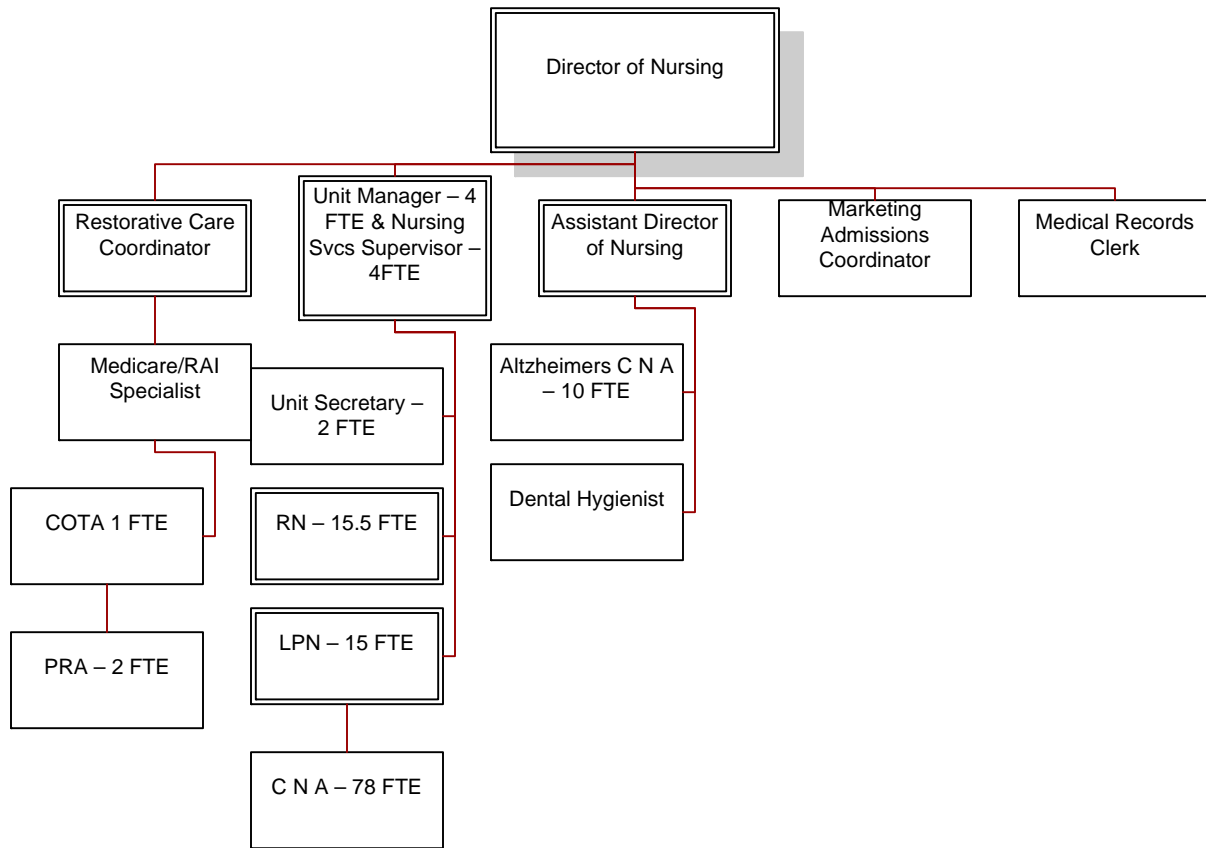 Director of Nursing
Restorative Care
Coordinator
Unit Manager – 4
FTE & Nursing
Svcs Supervisor –
4FTE
Assistant Director
of Nursing
Marketing
Admissions
Coordinator
Medical Records
Clerk
Medicare/RAI
Specialist
Unit Secretary –
2 FTE
Altzheimers C N A
– 10 FTE
COTA 1 FTE
RN – 15.5 FTE
Dental Hygienist
PRA – 2 FTE
LPN – 15 FTE
C N A – 78 FTE